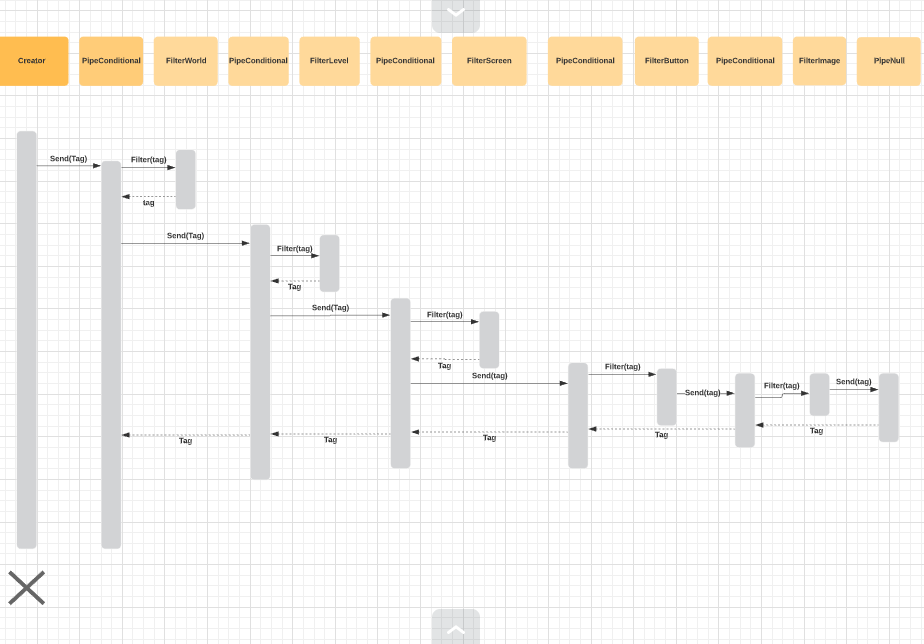 Creator
PipeConditional
FilterWorld
PipeConditional
FilterLevel
PipeConditional
FilterScreen
PipeConditional
FilterButton
PipeConditional
FilterImage
PipeNull
Send(Tag)
Filter(tag)
tag
Send(Tag)
Filter(tag)
Tag
Send(Tag)
Filter(tag)
Tag
Send(tag)
Filter(tag)
Send(tag)
Filter(tag)
Send(tag)
Tag
Tag
Tag
Tag
Tag
Tag